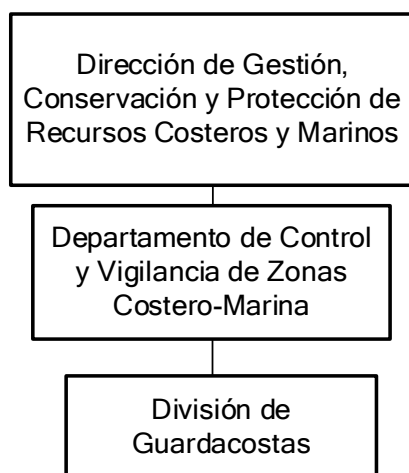 Dirección de Gestión,
Conservación y Protección de
Recursos Costeros y Marinos
Departamento de Control
y Vigilancia de Zonas
Costero-Marina
División de
Guardacostas